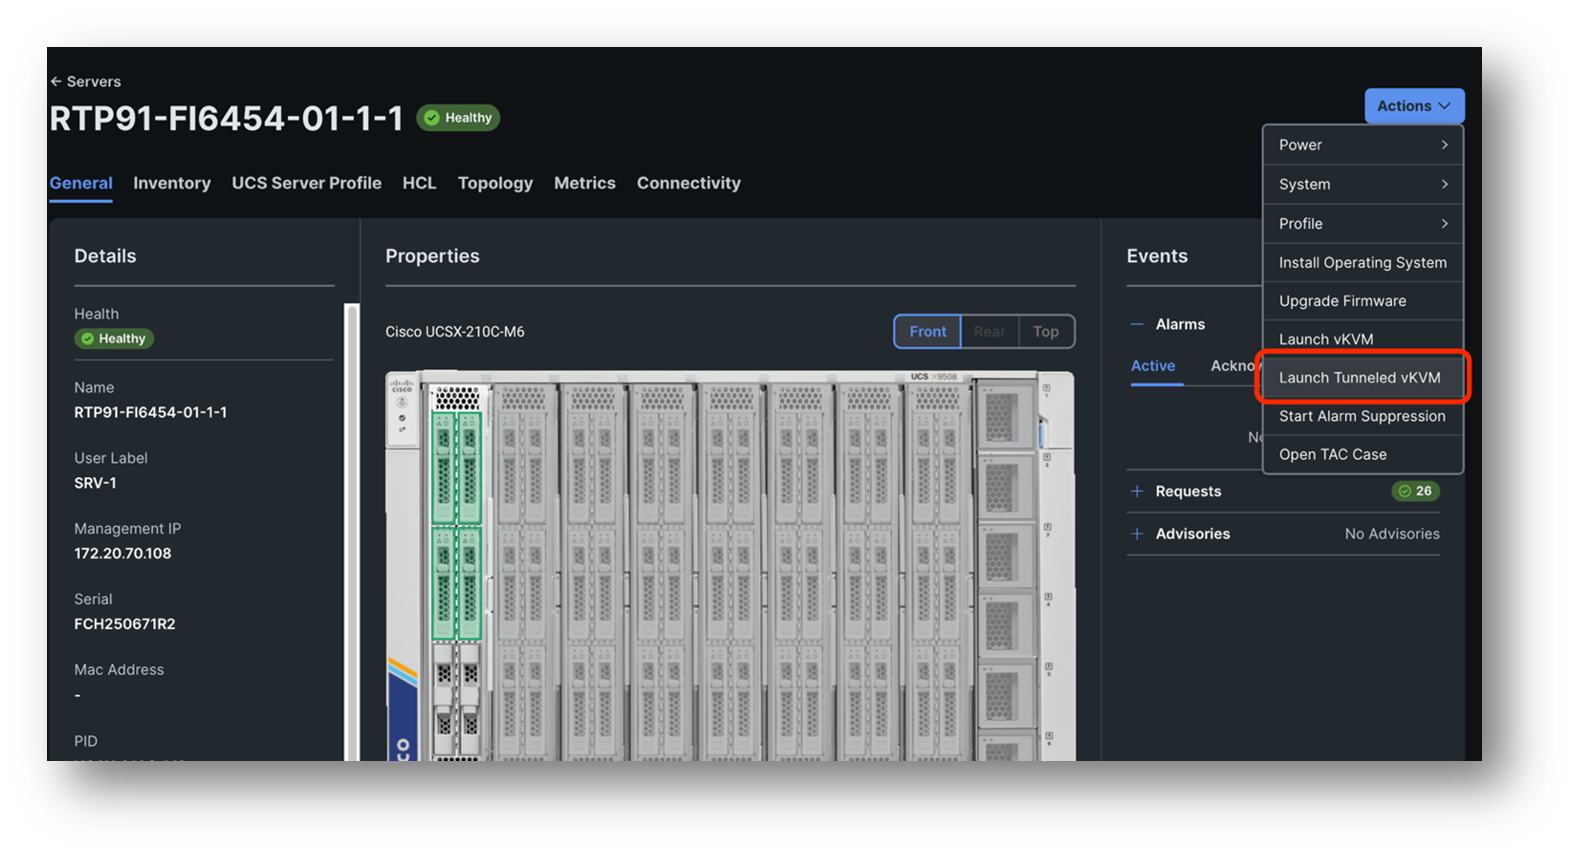 ← Servers
RTP91-FI6454-01-1-1 Healthy
Actions
General Inventory UCS Server Profile HCL Topology Metrics Connectivity
Power
System
Profile
Install Operating System
Upgrade Firmware
Launch vKVM
Launch Tunneled vKVM
Start Alarm Suppression
Open TAC Case
Details
Health
Healthy
Name
RTP91-FI6454-01-1-1
User Label
SRV-1
Management IP
172.20.70.108
Serial
FCH250671R2
Mac Address
-
PID
Properties
Cisco UCSX-210C-M6
Front Rear Top
CISCO
UCS X9508
Events
Alarms
Active Acknov
No
Requests 26
Advisories No Advisories